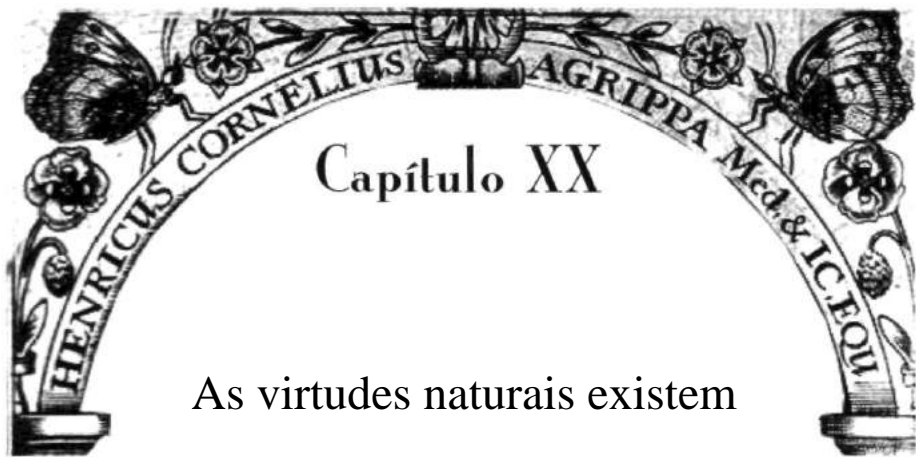 HENRICUS CORNELIUS AGRIPPA Med. & IC. EQU
Capítulo XX
As virtudes naturais existem